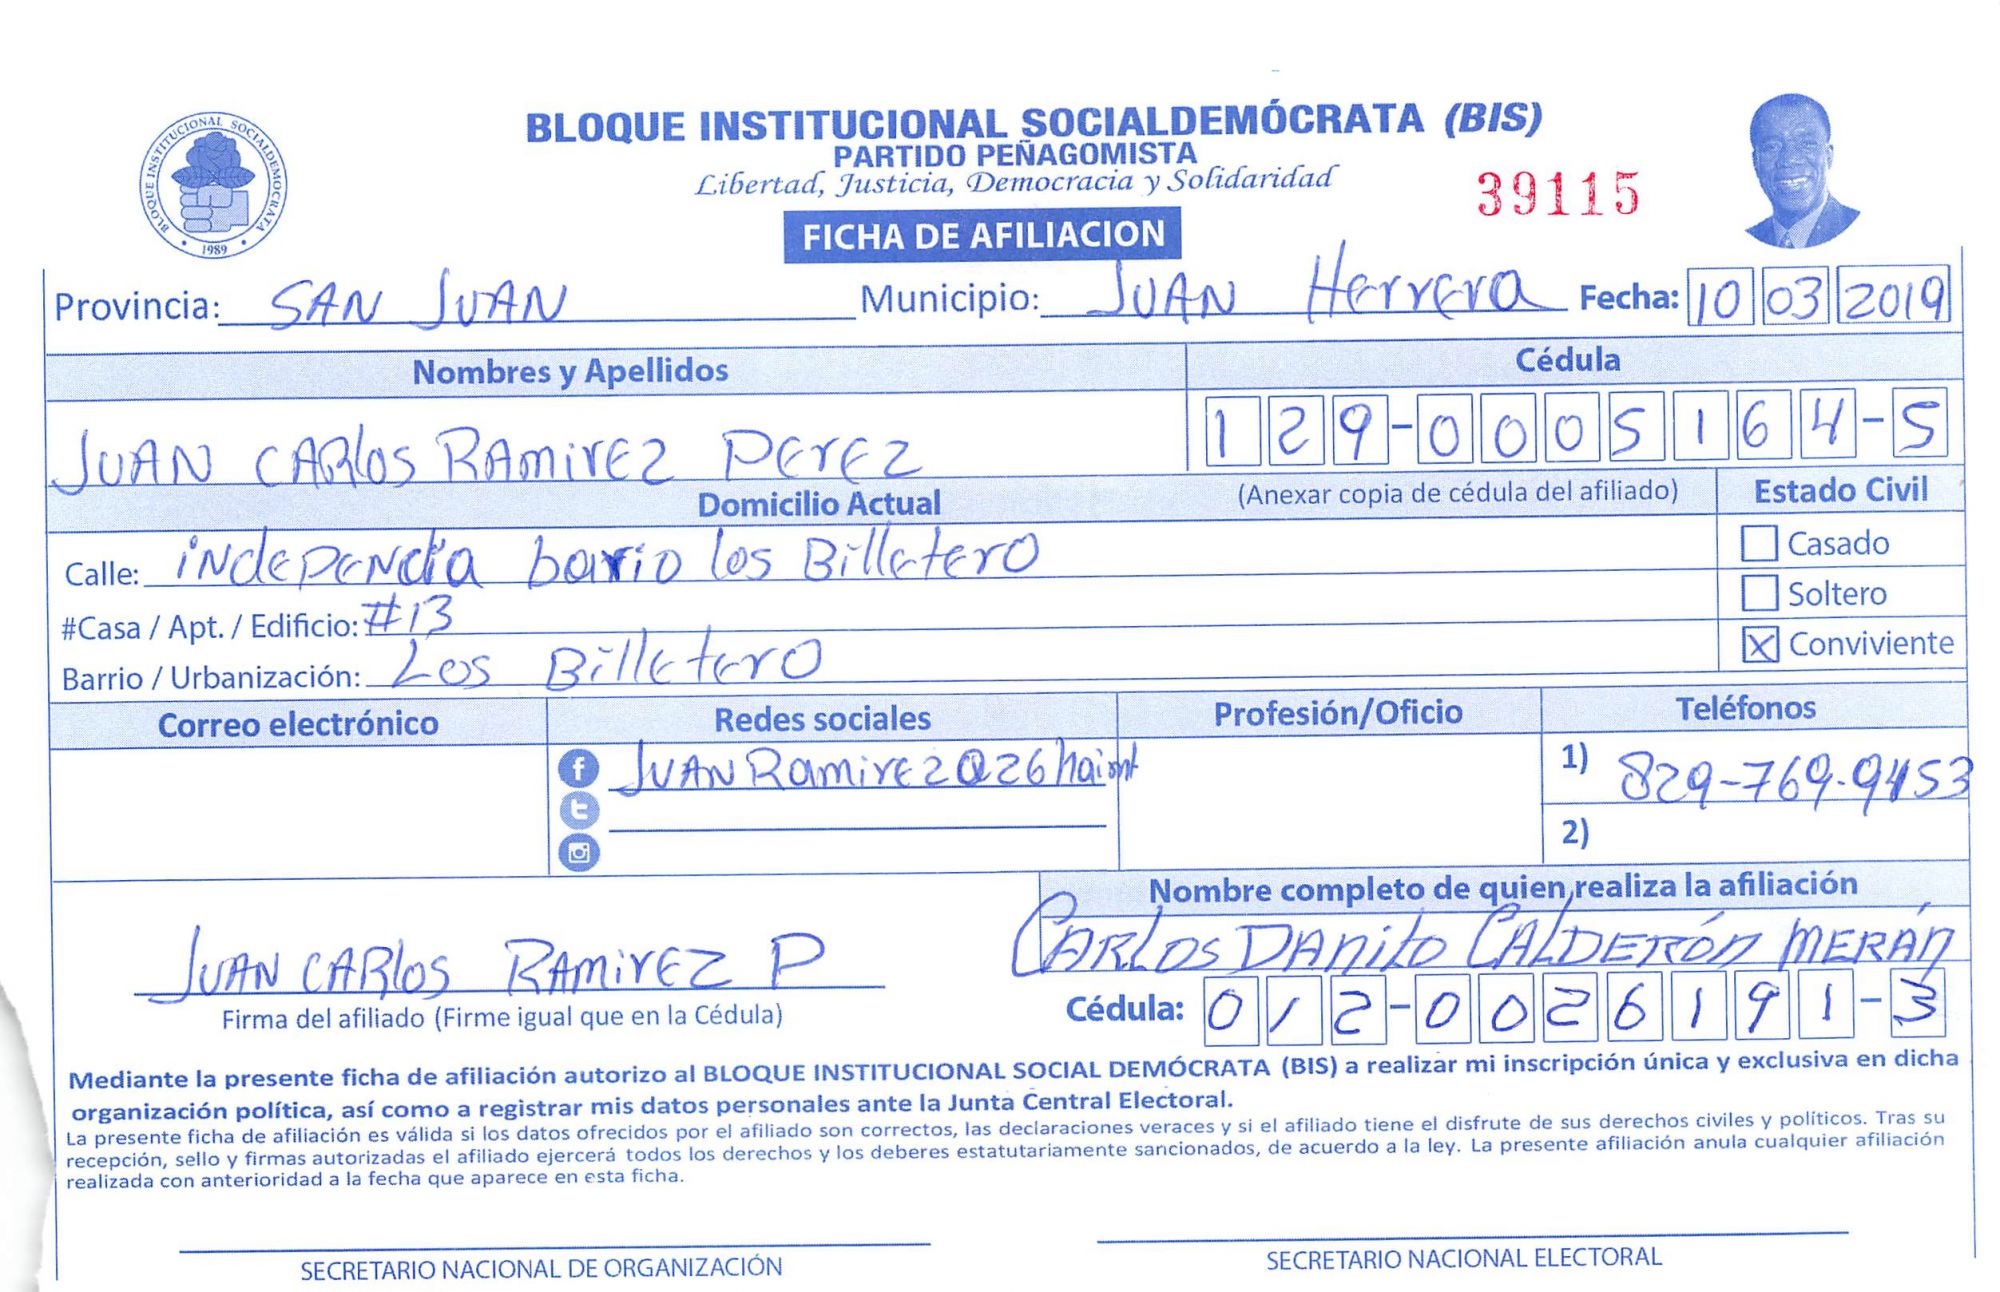 BLOQUE INSTITUCIONAL SOCIALDEMÓCRATA (BIS)
PARTIDO PEÑAGOMISTA
Libertad, Justicia, Democracia y Solidaridad
39115
BLOQUE INSTITUCIONAL SOCIALDEMOCRATA
1989
FICHA DE AFILIACION
Provincia: SAN JUAN Municipio: JUAN Herrera Fecha: 10 03 2019
Nombres y Apellidos Cédula
JUAN CARlos RAMirez Perez 129-0005164-5
Domicilio Actual (Anexar copia de cédula del afiliado) Estado Civil
Calle: independia barrio los Billetero Casado
#Casa / Apt. / Edificio: #13 Soltero
Barrio / Urbanización: Los Billetero X Conviviente
Correo electrónico Redes sociales Profesión/Oficio Teléfonos
f JUAN Ramirez@26 1) 829-769-9453
2)
Nombre completo de quien realiza la afiliación
CARLOS DANILO CALDERÓN MERÁN
JUAN CARlos RAMirez P
Firma del afiliado (Firme igual que en la Cédula) Cédula: 012-0026191-3
Mediante la presente ficha de afiliación autorizo al BLOQUE INSTITUCIONAL SOCIAL DEMÓCRATA (BIS) a realizar mi inscripción única y exclusiva en dicha
organización política, así como a registrar mis datos personales ante la Junta Central Electoral.
La presente ficha de afiliación es válida si los datos ofrecidos por el afiliado son correctos, las declaraciones veraces y si el afiliado tiene el disfrute de sus derechos civiles y políticos. Tras su
recepción, sello y firmas autorizadas el afiliado ejercerá todos los derechos y los deberes estatutariamente sancionados, de acuerdo a la ley. La presente afiliación anula cualquier afiliación
realizada con anterioridad a la fecha que aparece en esta ficha.
SECRETARIO NACIONAL DE ORGANIZACIÓN SECRETARIO NACIONAL ELECTORAL